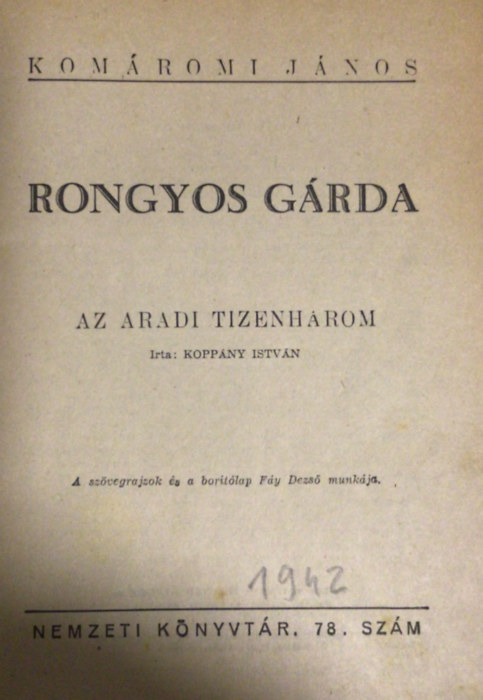 KOMÁROMI JÁNOS
RONGYOS GÁRDA
AZ ARADI TIZENHÁROM
Irta: KOPPÁNY ISTVÁN
A szövegrajzok és a boritólap Fáy Dezső munkája.
1942
NEMZETI KÖNYVTÁR. 78. SZÁM